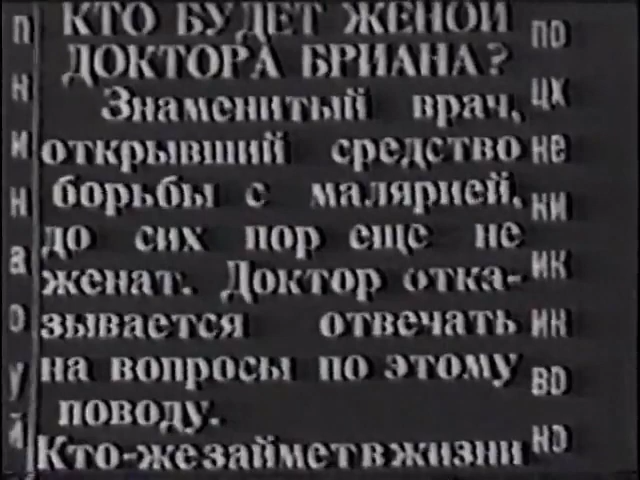 КТО БУДЕТ ЖЕНОЙ
ДОКТОРА БРИАНА?
Знаменитый врач,
открывший средство
борьбы с малярией,
до сих пор еще не
женат. Доктор отка-
зывается отвечать
на вопросы по этому
поводу.
Кто-же займет в жизни